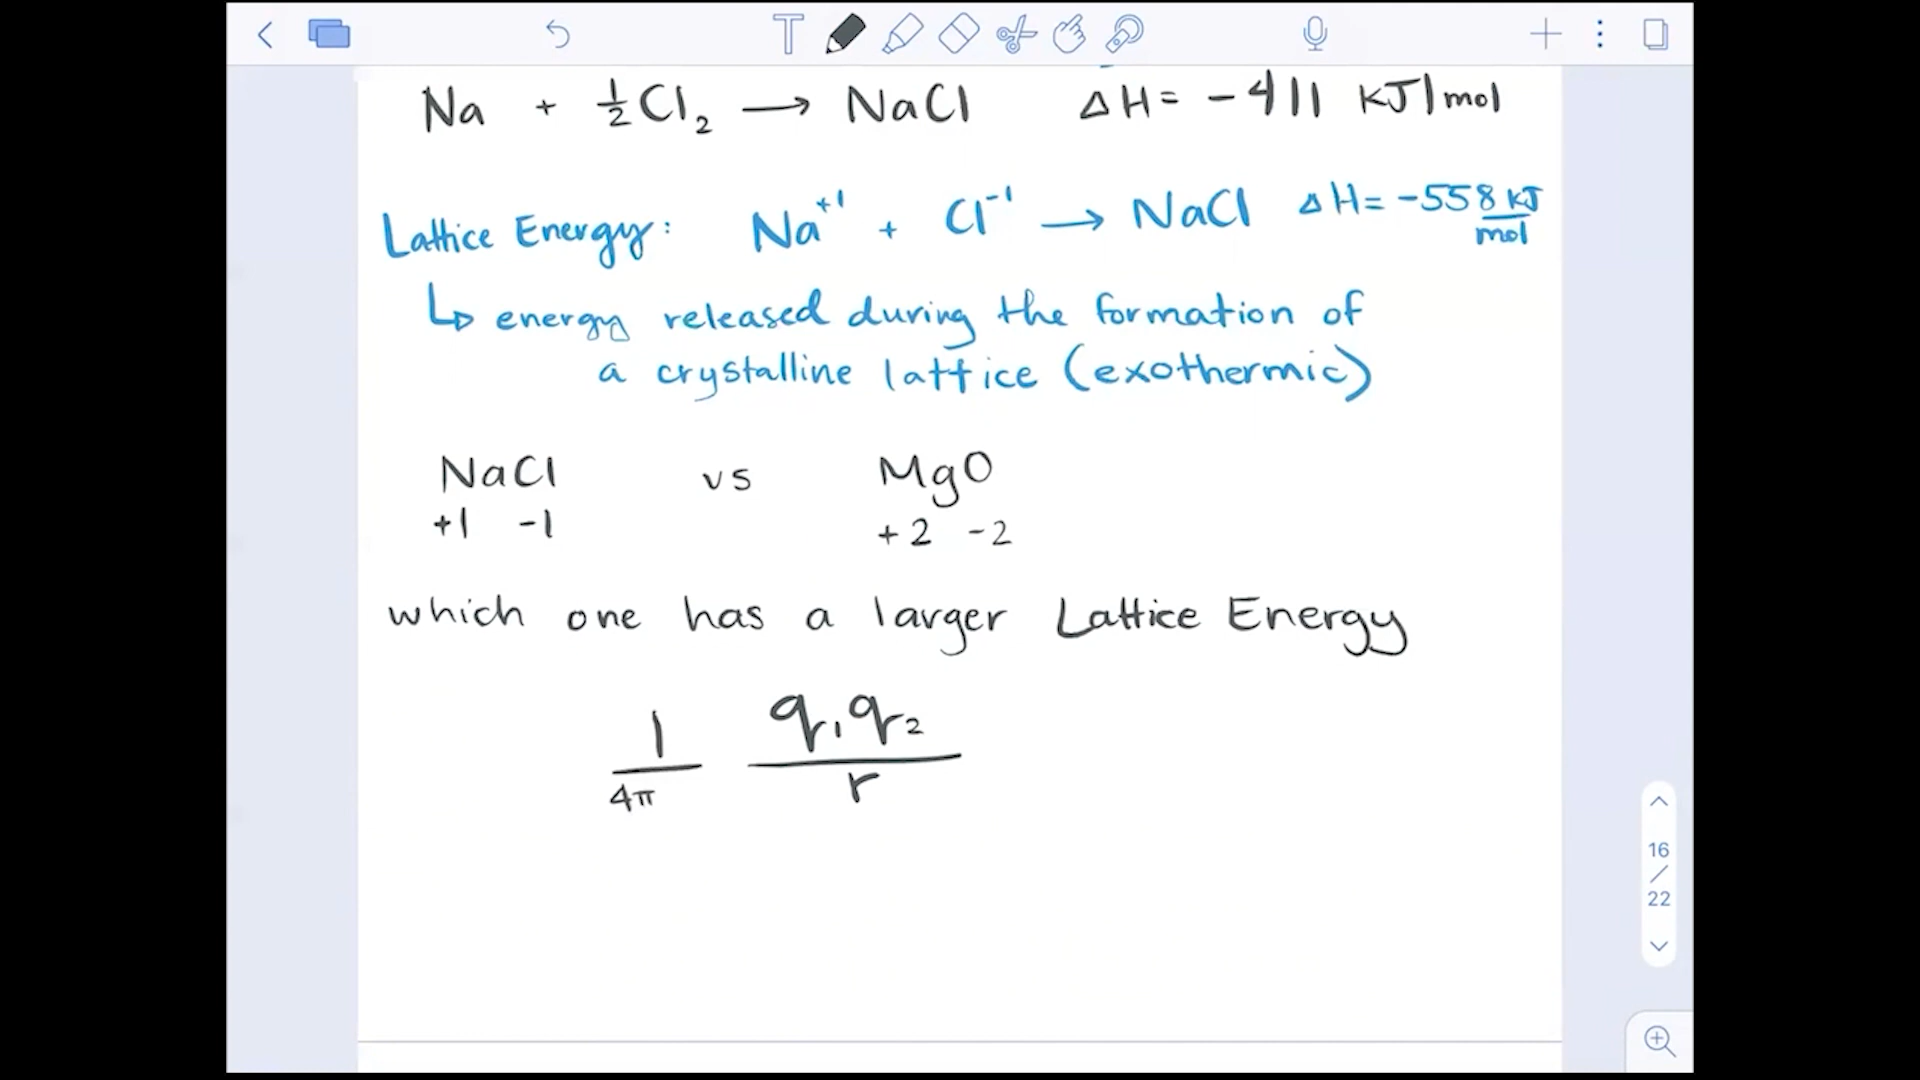 Na + ½Cl₂ → NaCl ΔH = -411 KJ/mol
Lattice Energy: Na⁺¹ + Cl⁻¹ → NaCl ΔH = -558 KJ/mol
↳ energy released during the formation of
a crystalline lattice (exothermic)
NaCl vs MgO
+1 -1 +2 -2
which one has a larger Lattice Energy
1 q₁q₂
4π r
16
/
22